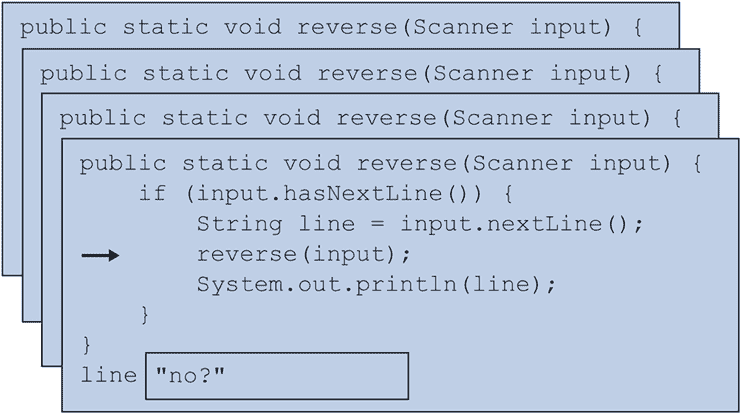 public static void reverse(Scanner input) {
public static void reverse(Scanner input) {
public static void reverse(Scanner input) {
public static void reverse(Scanner input) {
if (input.hasNextLine()) {
String line = input.nextLine();
reverse(input);
System.out.println(line);
}
}
line "no?"